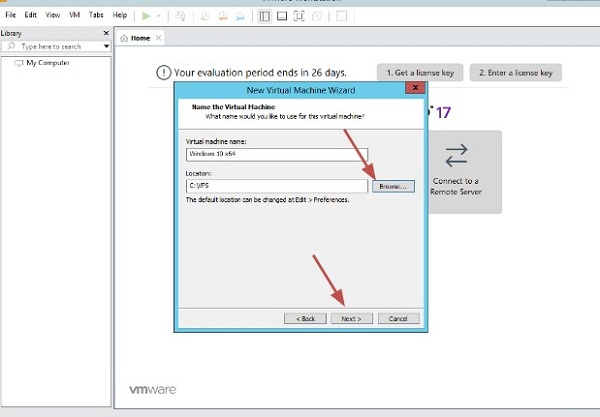 File Edit View VM Tabs Help
Library
Home
Type here to search
My Computer
Your evaluation period ends in 26 days.
1. Get a license key
2. Enter a license key
17
New Virtual Machine Wizard
Name the Virtual Machine
What name would you like to use for this virtual machine?
Virtual machine name:
Windows 10 x64
Location:
C:\VPS
Browse...
The default location can be changed at Edit > Preferences.
Connect to a
Remote Server
< Back
Next >
Cancel
vmware